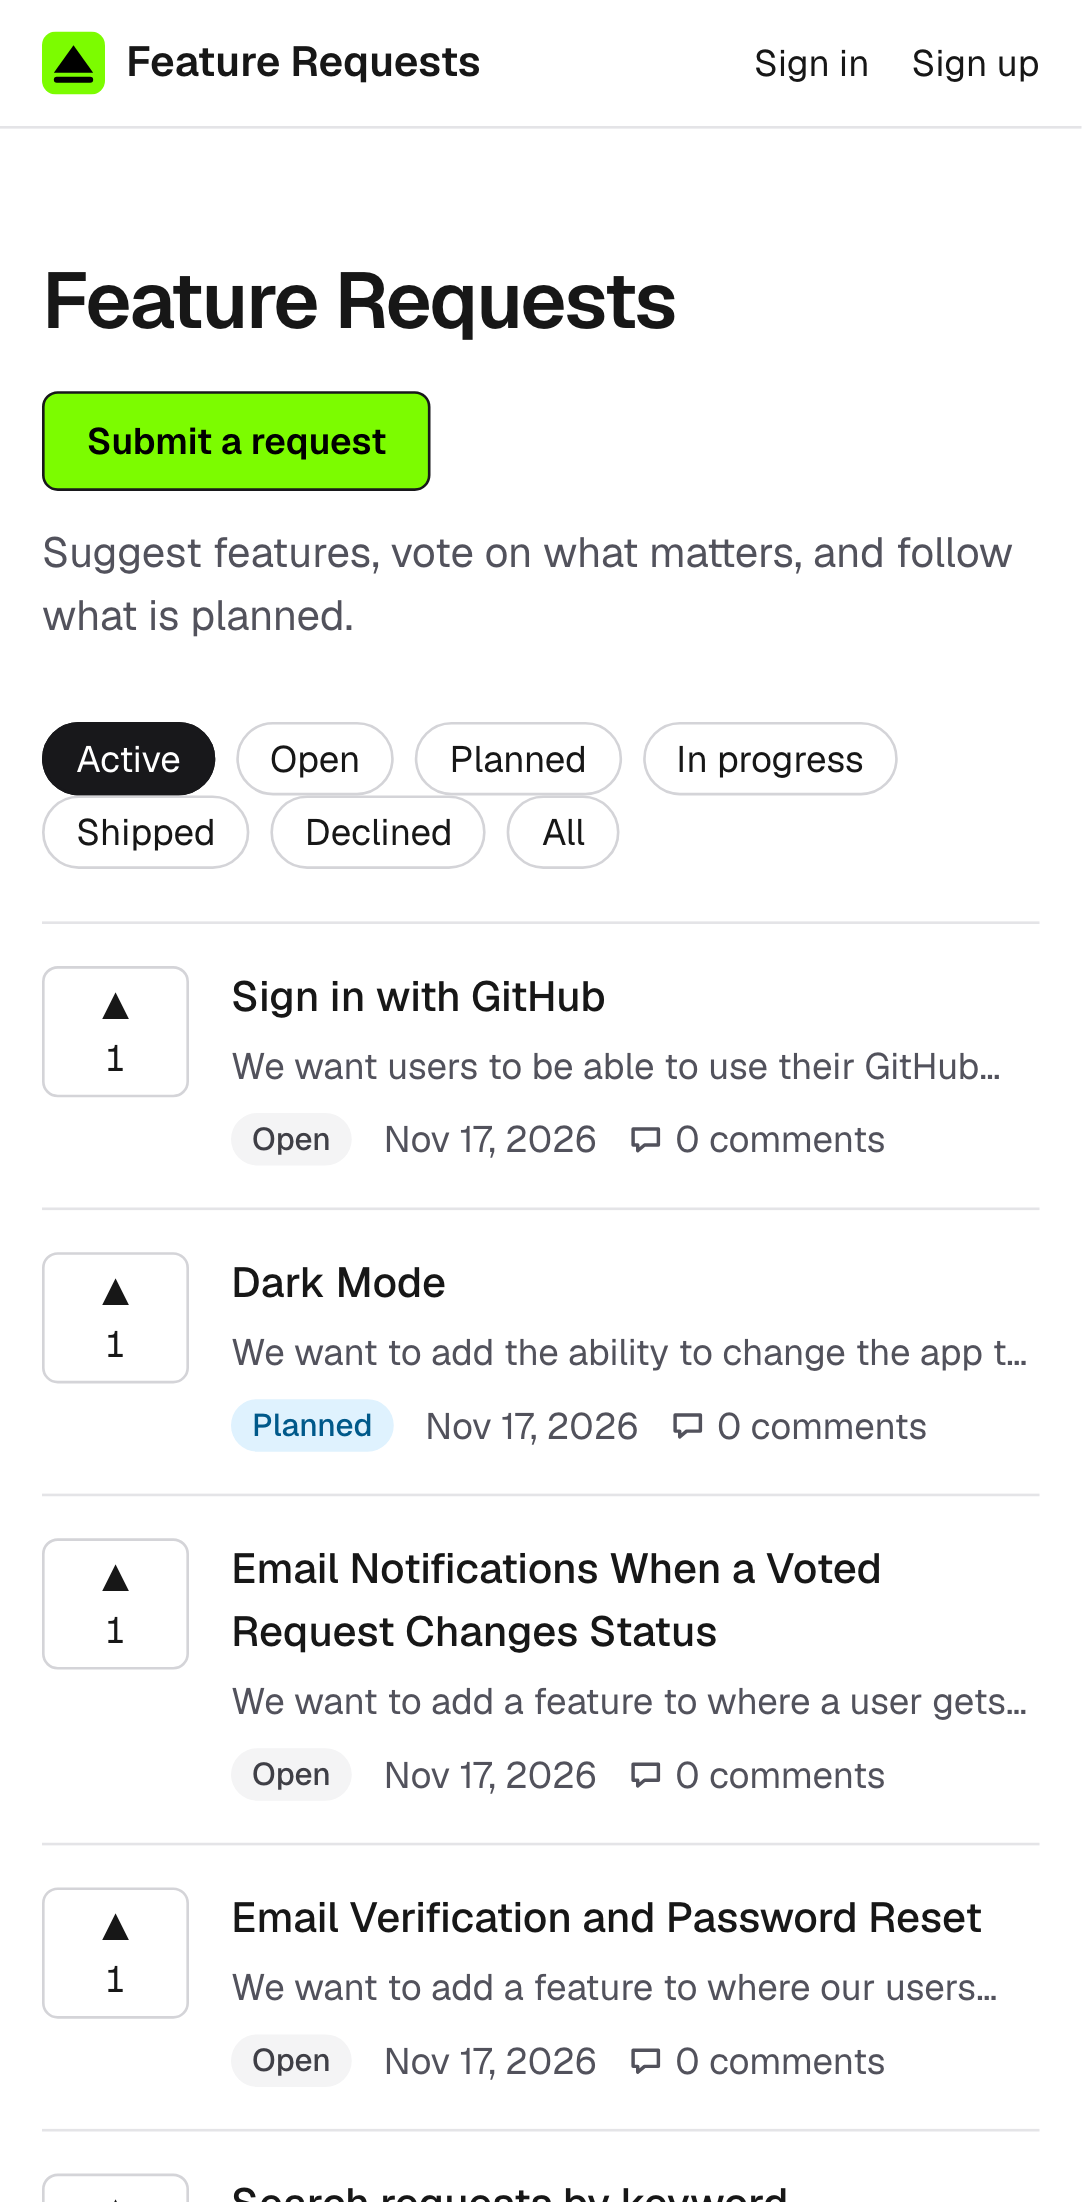 Feature Requests
Sign in
Sign up
Feature Requests
Submit a request
Suggest features, vote on what matters, and follow
what is planned.
Active
Open
Planned
In progress
Shipped
Declined
All
▲
1
Sign in with GitHub
We want users to be able to use their GitHub...
Open
Nov 17, 2026
0 comments
▲
1
Dark Mode
We want to add the ability to change the app t...
Planned
Nov 17, 2026
0 comments
▲
1
Email Notifications When a Voted
Request Changes Status
We want to add a feature to where a user gets...
Open
Nov 17, 2026
0 comments
▲
1
Email Verification and Password Reset
We want to add a feature to where our users...
Open
Nov 17, 2026
0 comments
Search requests by keyword